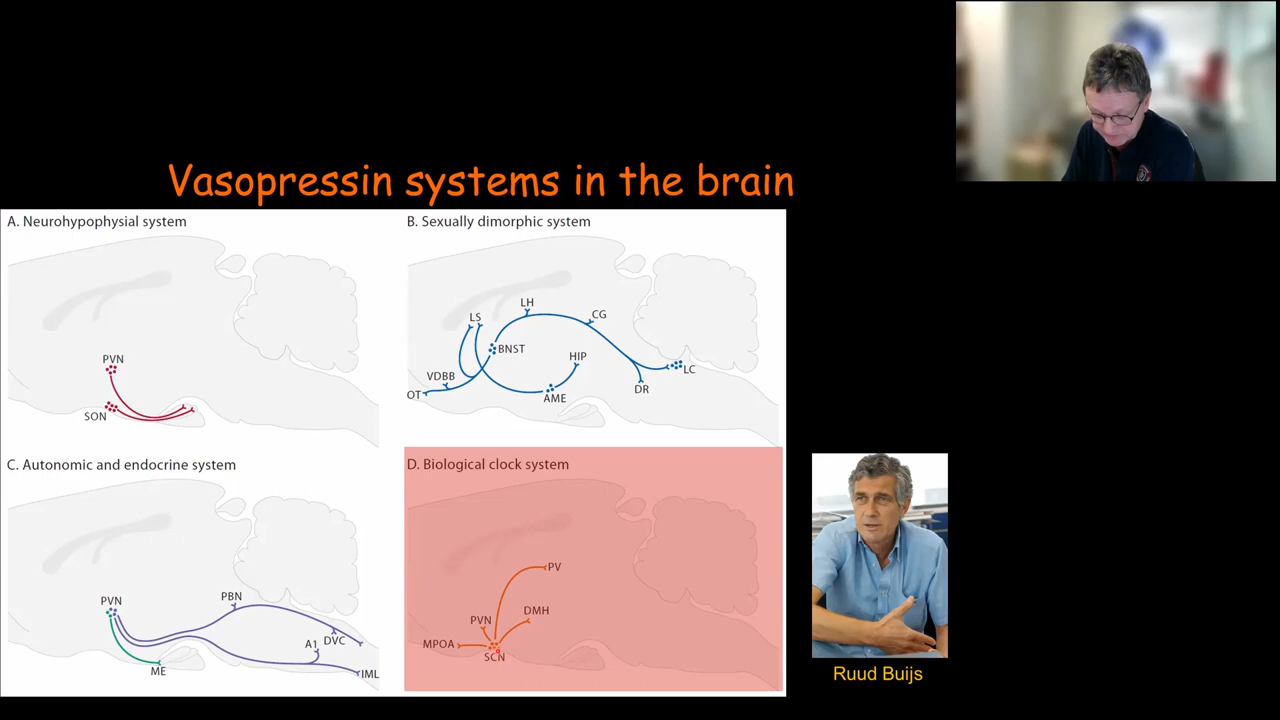 Vasopressin systems in the brain
A. Neurohypophysial system
PVN
SON
B. Sexually dimorphic system
LH
LS
CG
BNST
HIP
VDBB
LC
OT
AME
DR
C. Autonomic and endocrine system
PVN
PBN
A1
DVC
ME
IML
D. Biological clock system
PV
DMH
PVN
MPOA
SCN
Ruud Buijs